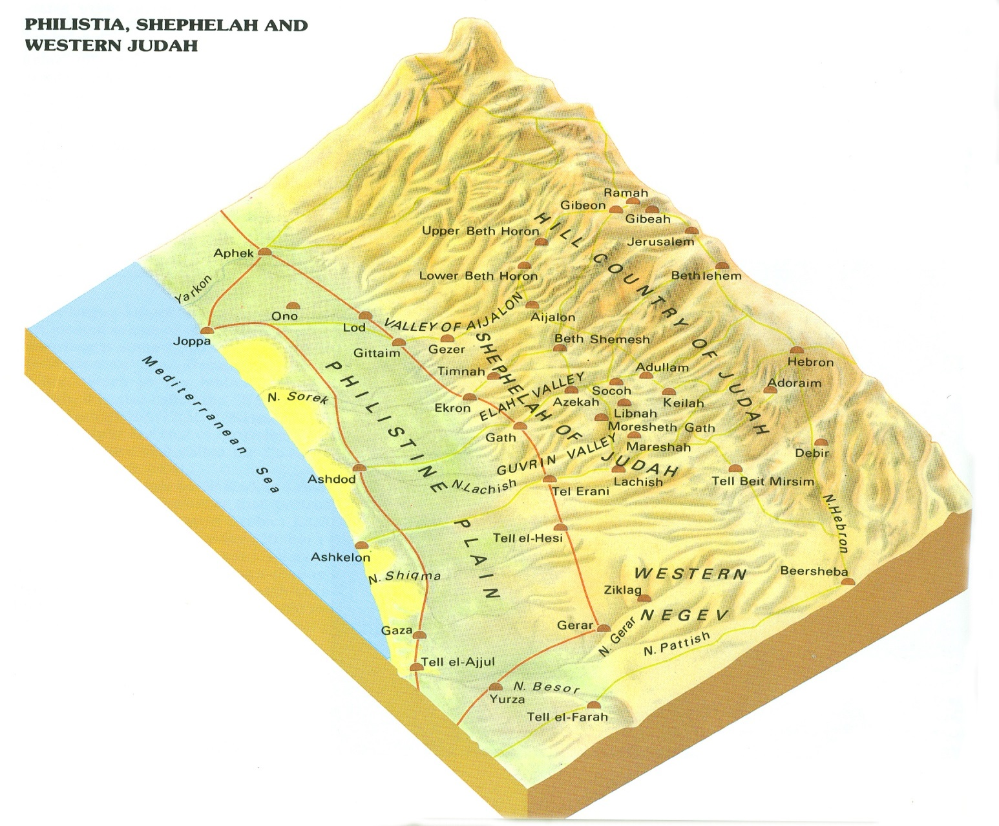 PHILISTIA, SHEPHELAH AND
WESTERN JUDAH
Ramah
Gibeon
Gibeah
Upper Beth Horon
Jerusalem
HILL COUNTRY OF JUDAH
Aphek
Lower Beth Horon
Bethlehem
Yarkon
Ono
Lod
VALLEY OF AIJALON
Aijalon
Joppa
Gittaim
Gezer
Beth Shemesh
SHEPHELAH OF
JUDAH
Hebron
Timnah
Adullam
Adoraim
Mediterranean Sea
PHILISTINE PLAIN
N. Sorek
Ekron
ELAH VALLEY
Azekah
Socoh
Keilah
Libnah
Gath
Moresheth Gath
Mareshah
Debir
GUVRIN VALLEY
Ashdod
N. Lachish
Lachish
Tell Beit Mirsim
Tel Erani
N. Hebron
Tell el-Hesi
Ashkelon
N. Shiqma
WESTERN
NEGEV
Beersheba
Ziklag
Gaza
Gerar
N. Gerar
N. Pattish
Tell el-Ajjul
N. Besor
Yurza
Tell el-Farah